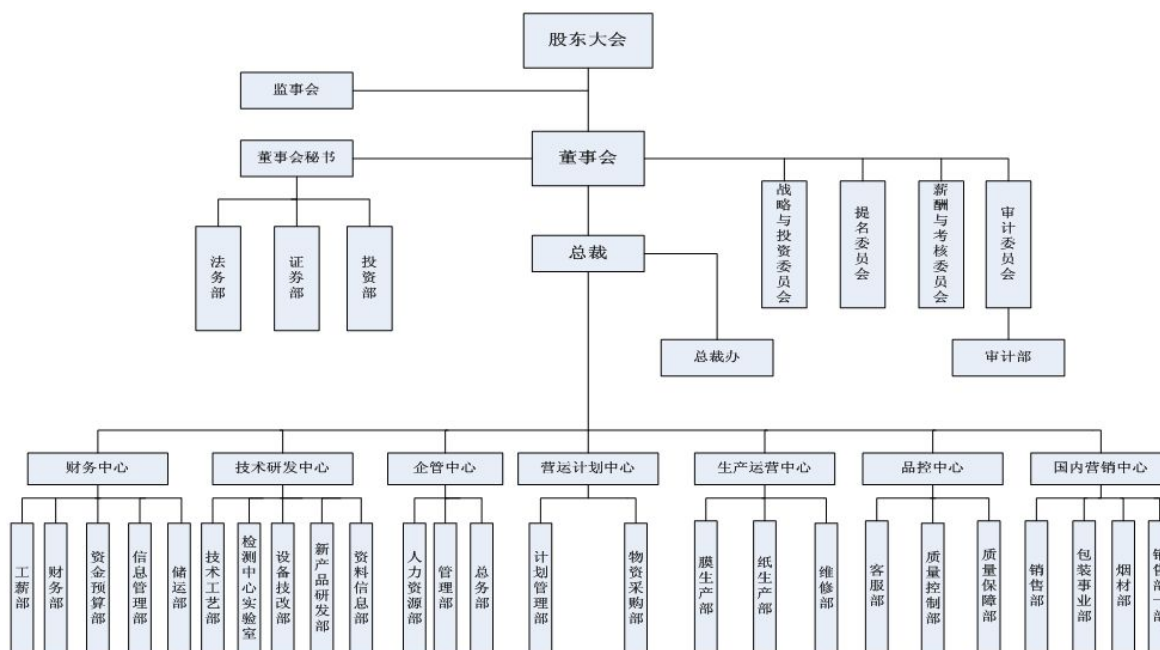 股东大会
监事会
董事会秘书
董事会
战略与投资委员会
提名委员会
薪酬与考核委员会
审计委员会
法务部
证券部
投资部
总裁
总裁办
审计部
财务中心
技术研发中心
企管中心
营运计划中心
生产运营中心
品控中心
国内营销中心
工薪部
财务部
资金预算部
信息管理部
储运部
技术工艺部
检测中心实验室
设备技改部
新产品研发部
资料信息部
人力资源部
管理部
总务部
计划管理部
物资采购部
膜生产部
纸生产部
维修部
客服部
质量控制部
质量保障部
销售部
包装事业部
烟材部